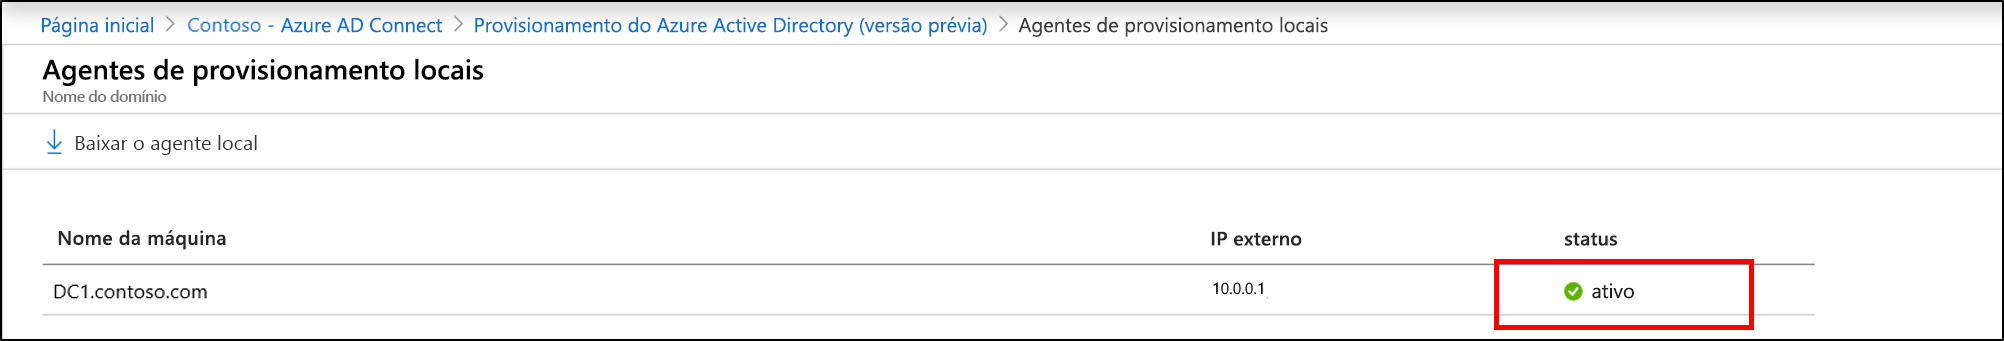 Página inicial > Contoso - Azure AD Connect > Provisionamento do Azure Active Directory (versão prévia) > Agentes de provisionamento locais
Agentes de provisionamento locais
Nome do domínio
Baixar o agente local
Nome da máquina IP externo status
DC1.contoso.com 10.0.0.1 ativo